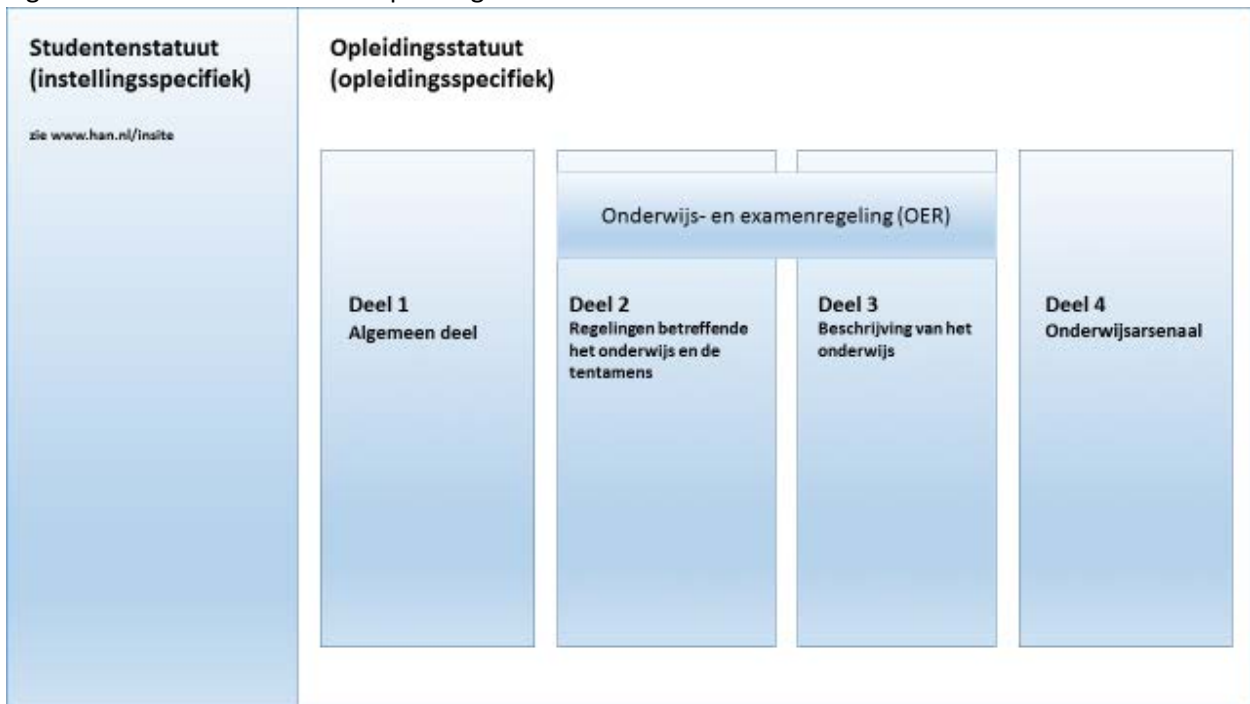 Studentenstatuut
(instellingsspecifiek)
zie www.han.nl/insite
Opleidingsstatuut
(opleidingsspecifiek)
Onderwijs- en examenregeling (OER)
Deel 1
Algemeen deel
Deel 2
Regelingen betreffende
het onderwijs en de
tentamens
Deel 3
Beschrijving van het
onderwijs
Deel 4
Onderwijsarsenaal